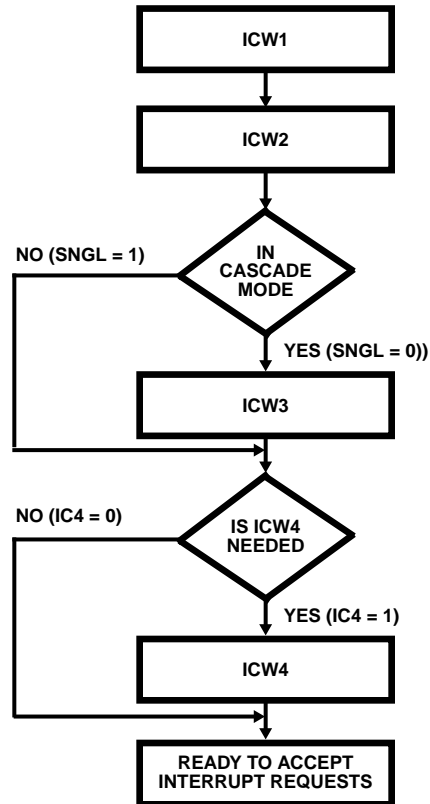 ICW1
ICW2
IN
CASCADE
MODE
NO (SNGL = 1)
YES (SNGL = 0))
ICW3
NO (IC4 = 0)
IS ICW4
NEEDED
YES (IC4 = 1)
ICW4
READY TO ACCEPT
INTERRUPT REQUESTS